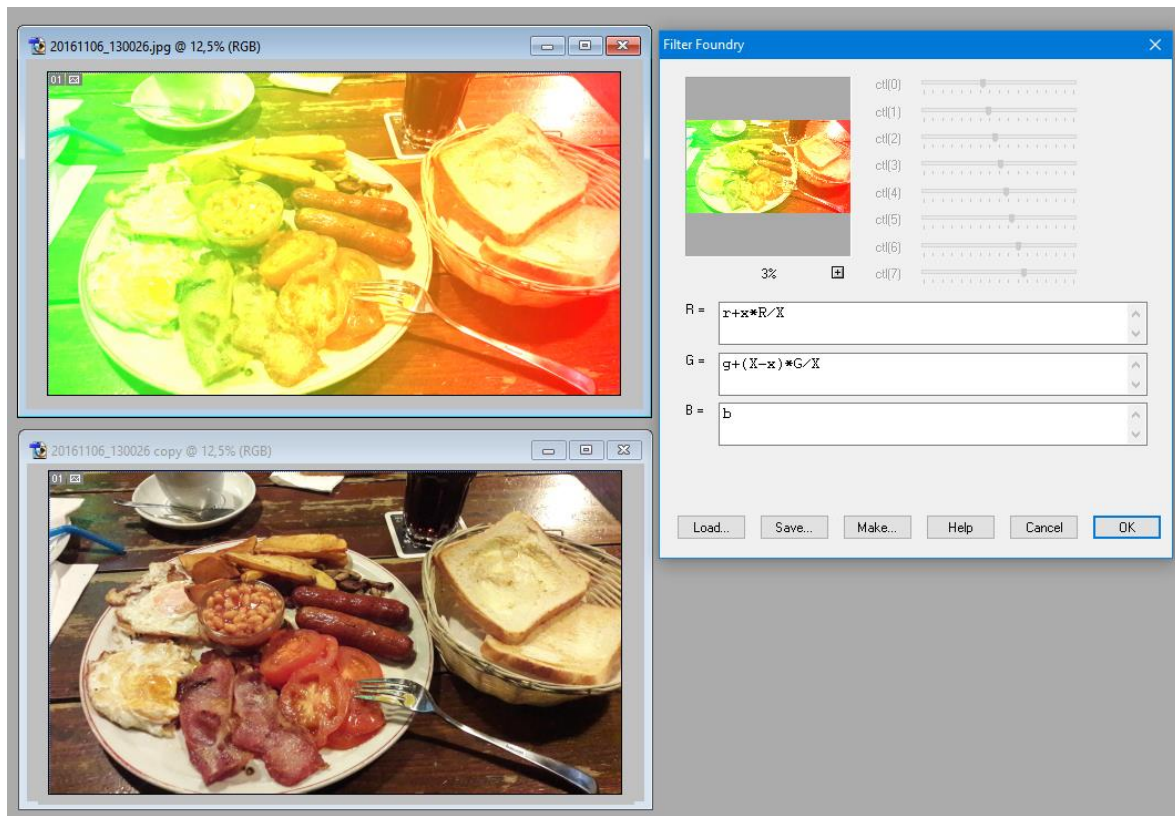 20161106_130026.jpg @ 12,5% (RGB)
01
20161106_130026 copy @ 12,5% (RGB)
01
Filter Foundry
ctl(0)
ctl(1)
ctl(2)
ctl(3)
ctl(4)
ctl(5)
ctl(6)
ctl(7)
3%
R = r+x*R/X
G = g+(X-x)*G/X
B = b
Load... Save... Make... Help Cancel OK